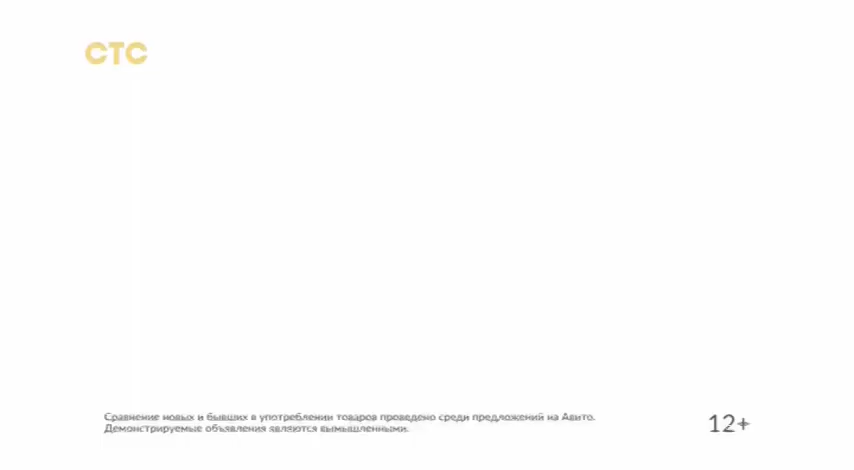 СТС
Сравнение новых и бывших в употреблении товаров проведено среди предложений на Авито.
Демонстрируемые объявления являются вымышленными.
12+